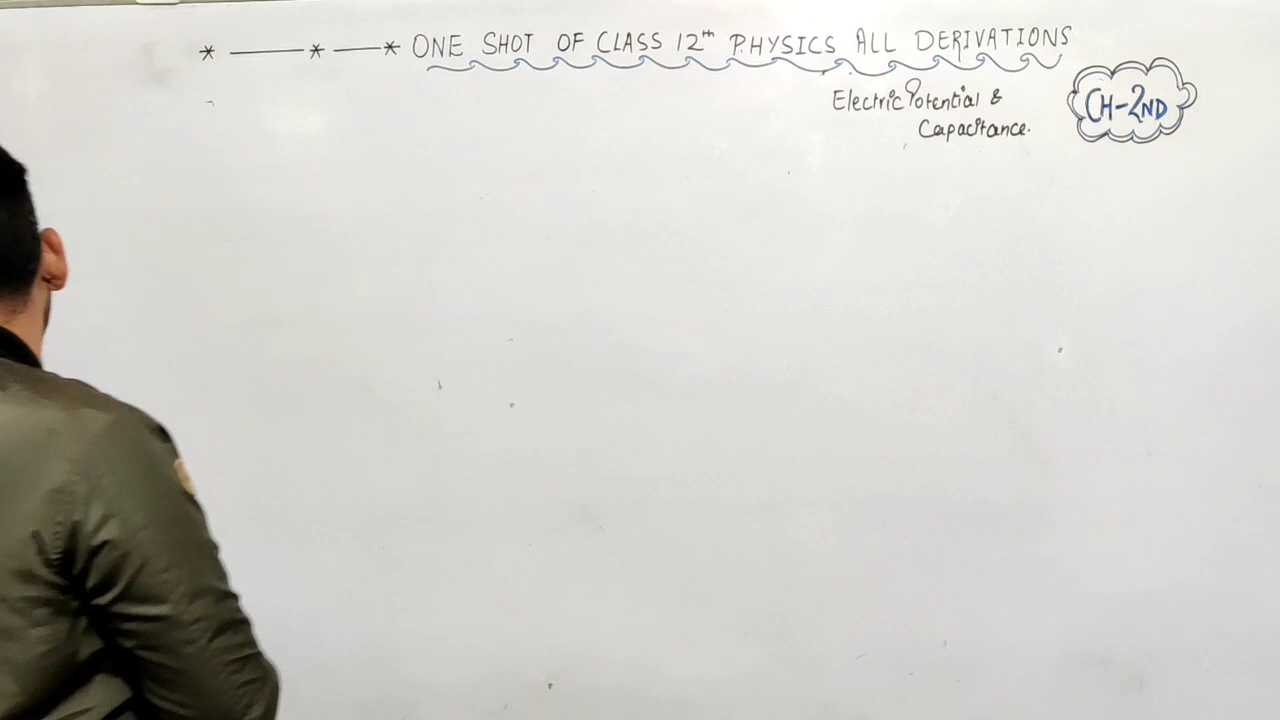 * —— * — * ONE SHOT OF CLASS 12th PHYSICS ALL DERIVATIONS
Electric Potential &
Capacitance.
CH-2ND